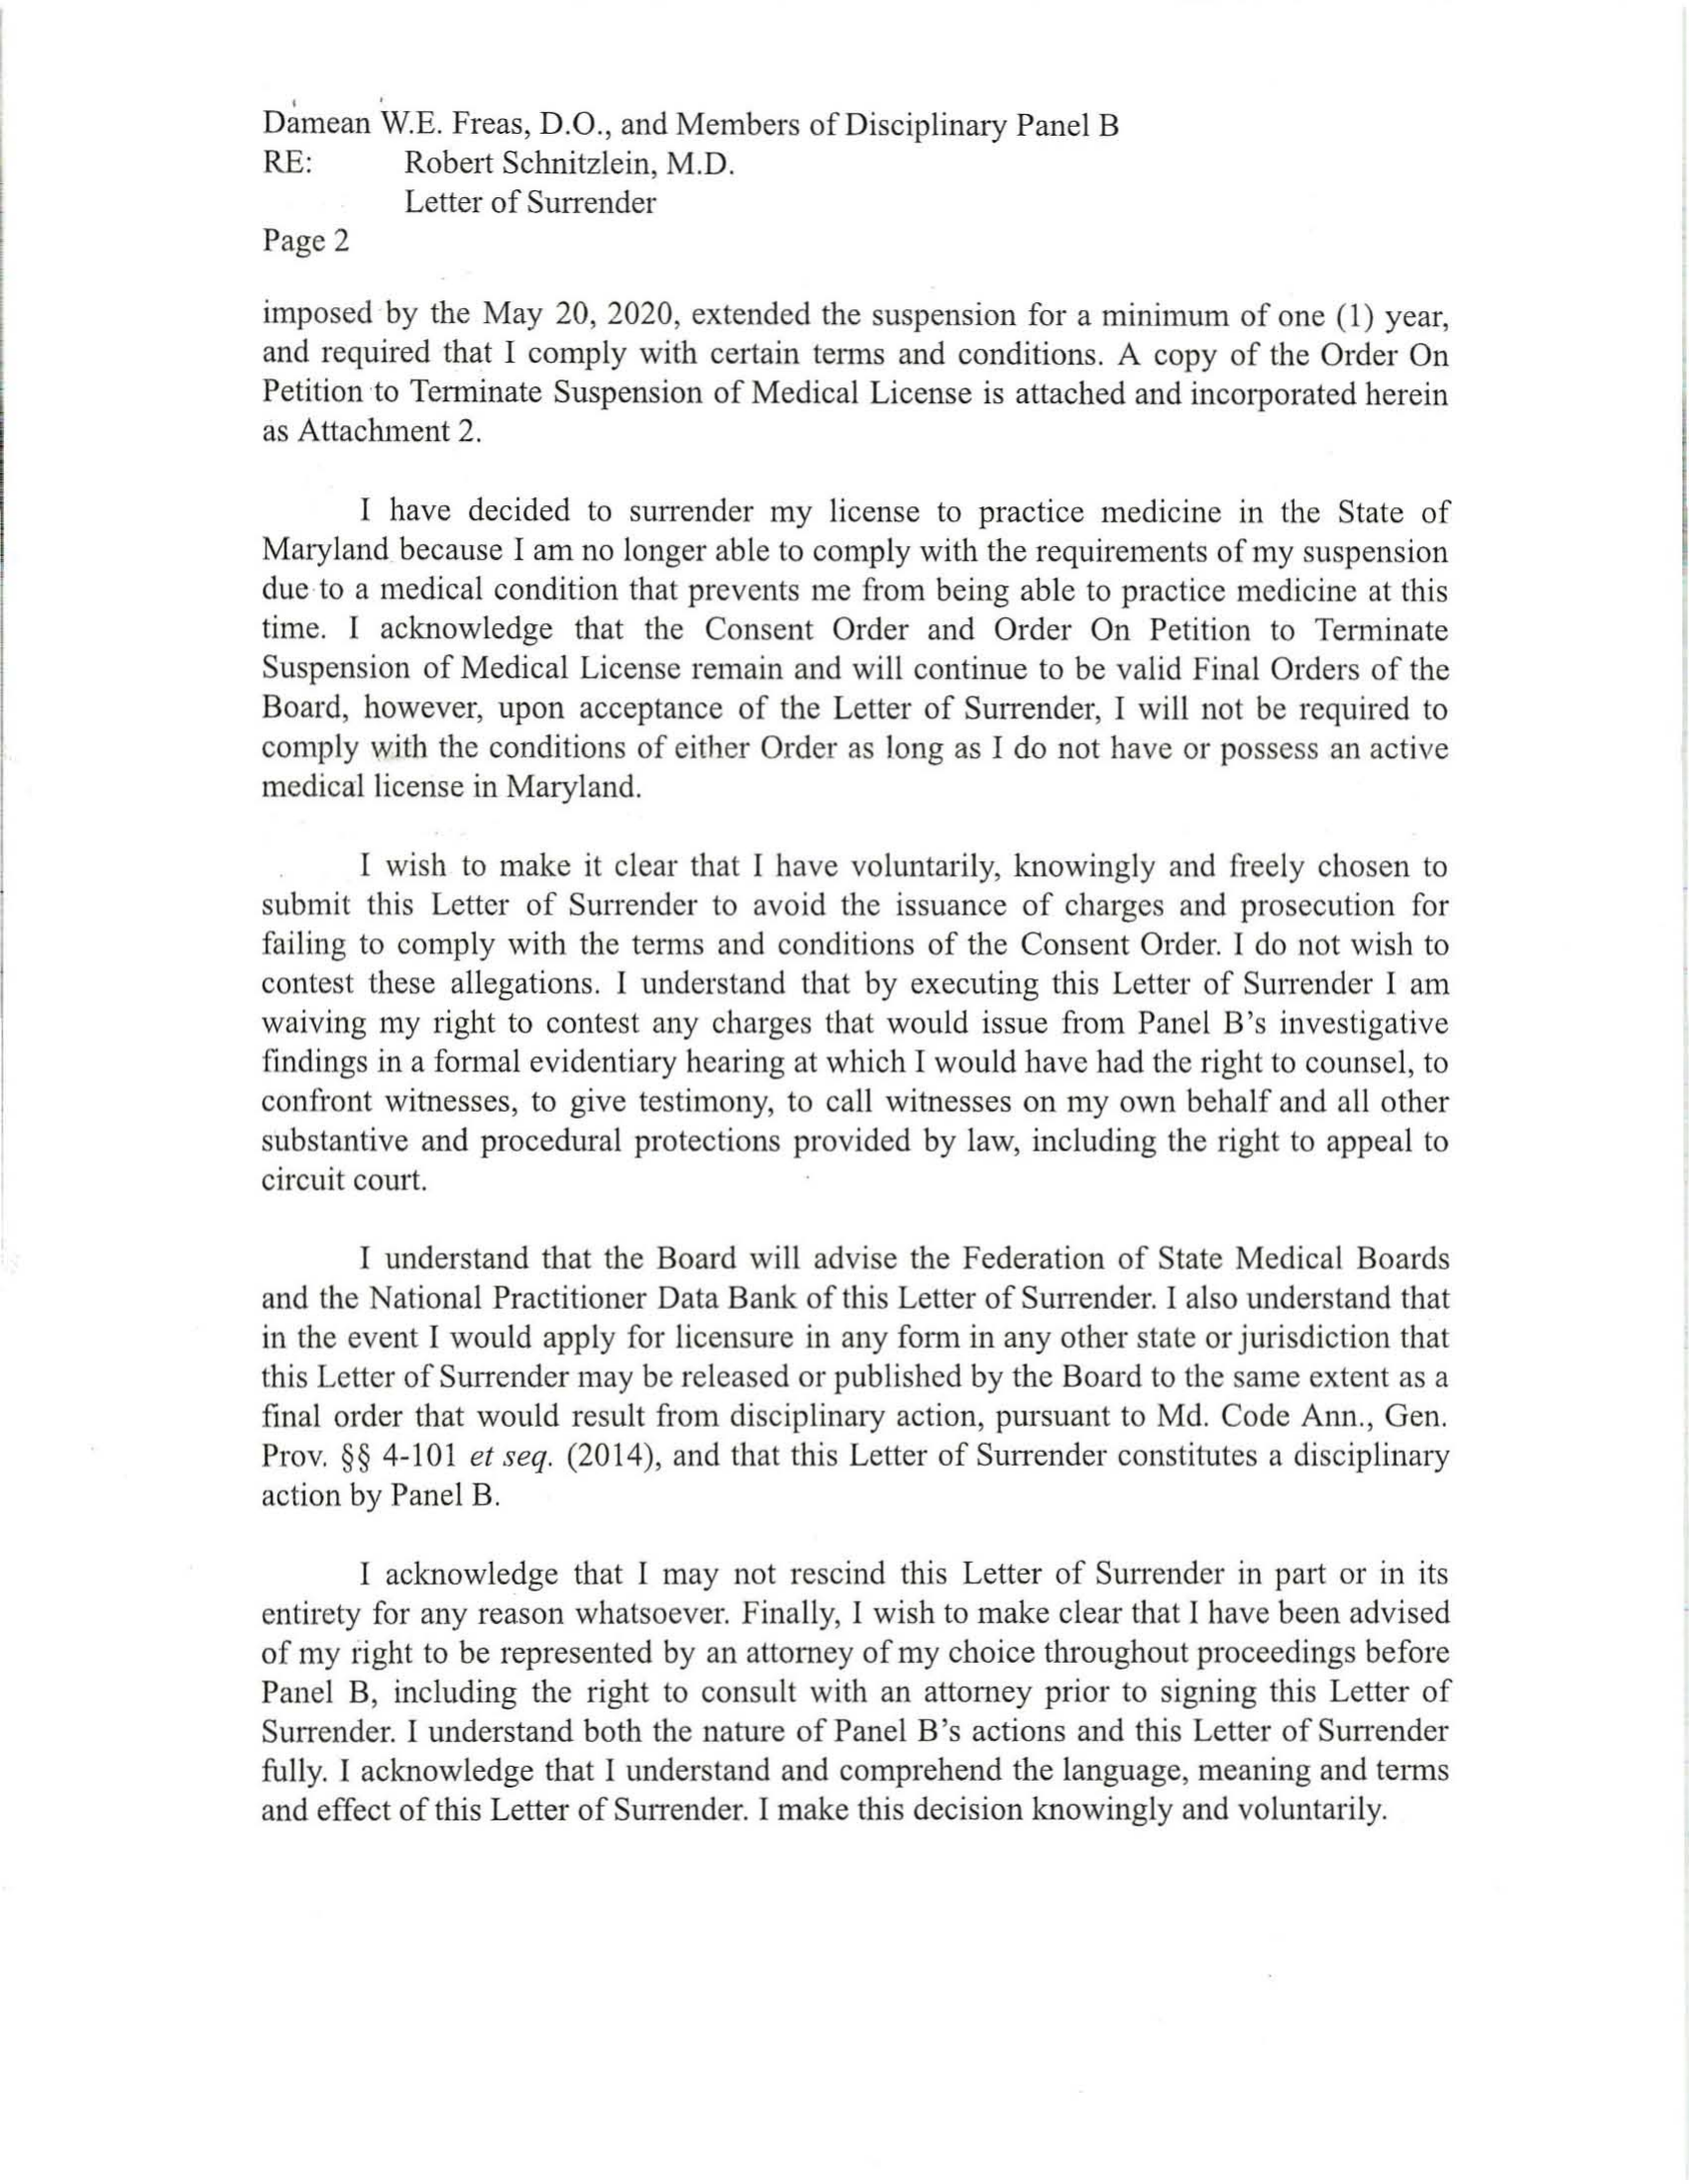 Damean W.E. Freas, D.O., and Members of Disciplinary Panel B
RE: Robert Schnitzlein, M.D.
Letter of Surrender
Page 2
imposed by the May 20, 2020, extended the suspension for a minimum of one (1) year,
and required that I comply with certain terms and conditions. A copy of the Order On
Petition to Terminate Suspension of Medical License is attached and incorporated herein
as Attachment 2.
I have decided to surrender my license to practice medicine in the State of
Maryland because I am no longer able to comply with the requirements of my suspension
due to a medical condition that prevents me from being able to practice medicine at this
time. I acknowledge that the Consent Order and Order On Petition to Terminate
Suspension of Medical License remain and will continue to be valid Final Orders of the
Board, however, upon acceptance of the Letter of Surrender, I will not be required to
comply with the conditions of either Order as long as I do not have or possess an active
medical license in Maryland.
I wish to make it clear that I have voluntarily, knowingly and freely chosen to
submit this Letter of Surrender to avoid the issuance of charges and prosecution for
failing to comply with the terms and conditions of the Consent Order. I do not wish to
contest these allegations. I understand that by executing this Letter of Surrender I am
waiving my right to contest any charges that would issue from Panel B's investigative
findings in a formal evidentiary hearing at which I would have had the right to counsel, to
confront witnesses, to give testimony, to call witnesses on my own behalf and all other
substantive and procedural protections provided by law, including the right to appeal to
circuit court.
I understand that the Board will advise the Federation of State Medical Boards
and the National Practitioner Data Bank of this Letter of Surrender. I also understand that
in the event I would apply for licensure in any form in any other state or jurisdiction that
this Letter of Surrender may be released or published by the Board to the same extent as a
final order that would result from disciplinary action, pursuant to Md. Code Ann., Gen.
Prov. §§ 4-101 et seq. (2014), and that this Letter of Surrender constitutes a disciplinary
action by Panel B.
I acknowledge that I may not rescind this Letter of Surrender in part or in its
entirety for any reason whatsoever. Finally, I wish to make clear that I have been advised
of my right to be represented by an attorney of my choice throughout proceedings before
Panel B, including the right to consult with an attorney prior to signing this Letter of
Surrender. I understand both the nature of Panel B's actions and this Letter of Surrender
fully. I acknowledge that I understand and comprehend the language, meaning and terms
and effect of this Letter of Surrender. I make this decision knowingly and voluntarily.